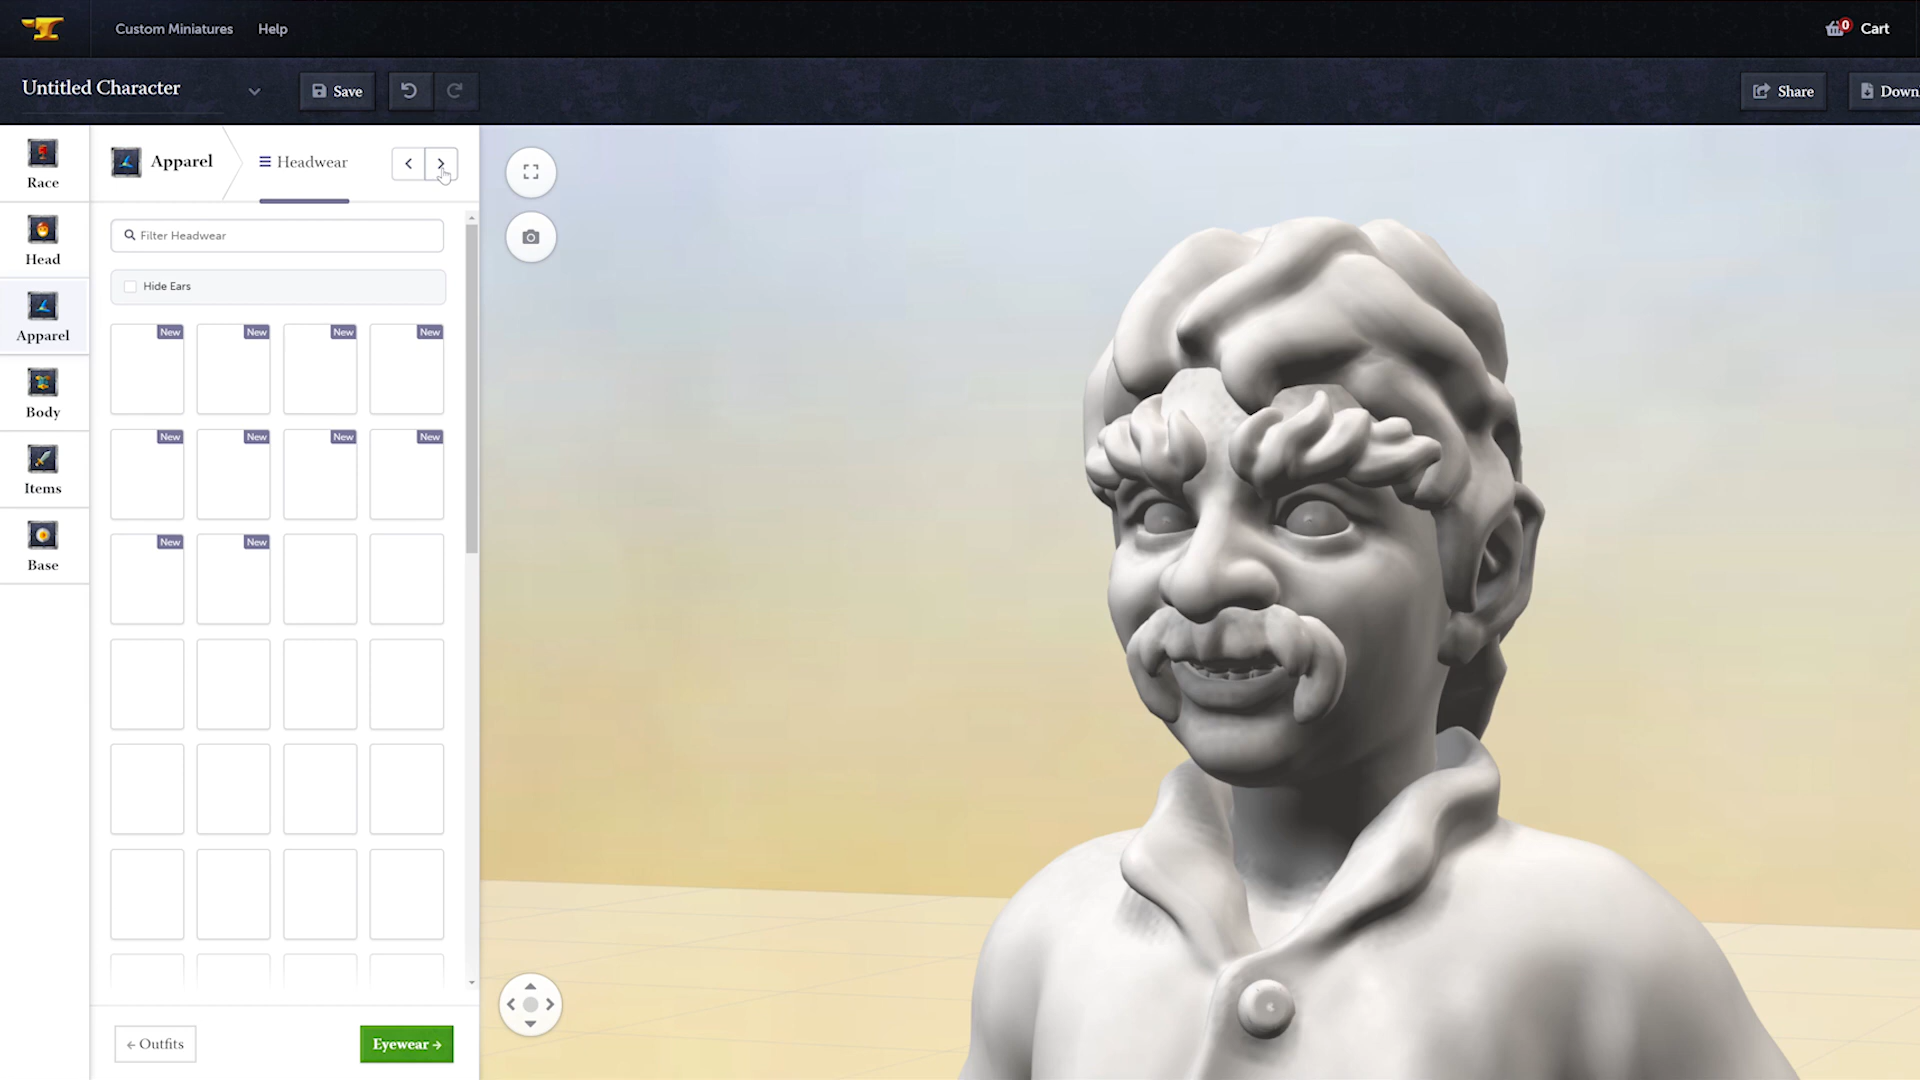 Custom Miniatures
Help
0
Cart
Untitled Character
Save
Share
Down
Race
Head
Apparel
Body
Items
Base
Apparel
Headwear
Filter Headwear
Hide Ears
New
New
New
New
New
New
New
New
New
New
← Outfits
Eyewear →